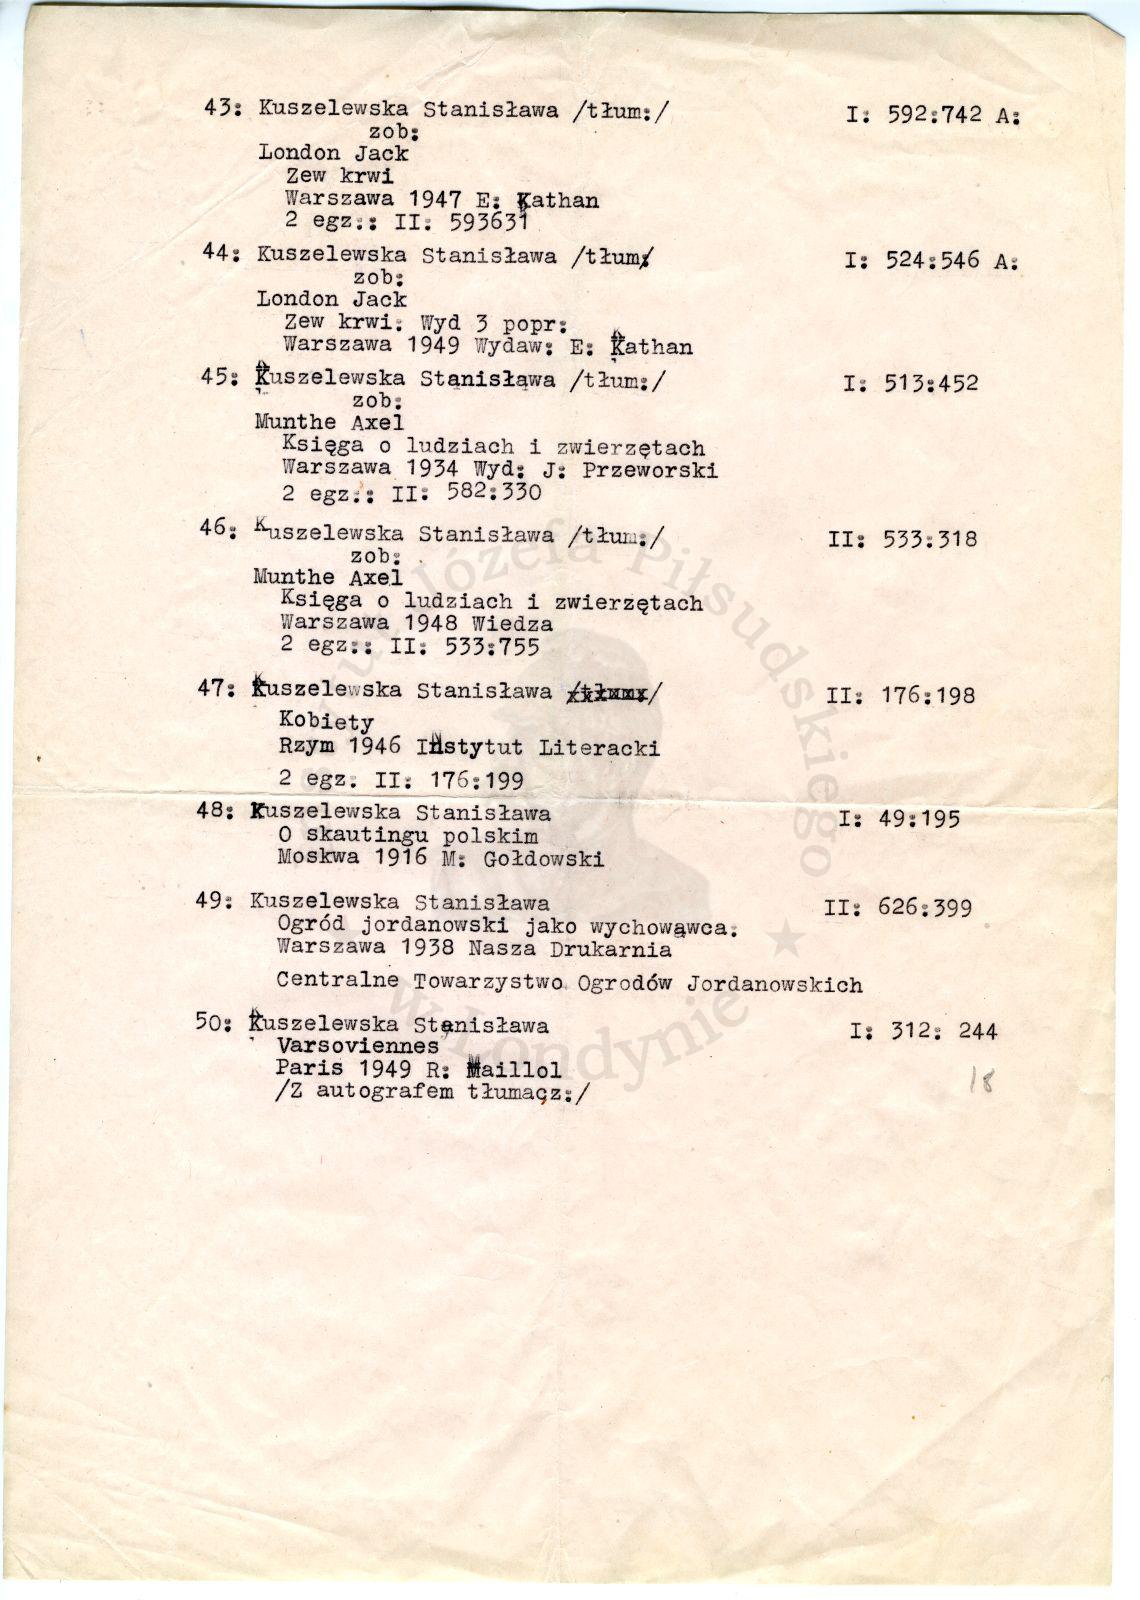 43: Kuszelewska Stanisława /tłum:/ I: 592:742 A:
zob:
London Jack
Zew krwi
Warszawa 1947 E: Kathan
2 egz.: II: 593631
44: Kuszelewska Stanisława /tłum:/ I: 524:546 A:
zob:
London Jack
Zew krwi: Wyd 3 popr:
Warszawa 1949 Wydaw: E: Kathan
45: Kuszelewska Stanisława /tłum:/ I: 513:452
zob:
Munthe Axel
Księga o ludziach i zwierzętach
Warszawa 1934 Wyd: J: Przeworski
2 egz.: II: 582:330
46: Kuszelewska Stanisława /tłum:/ II: 533:318
zob:
Munthe Axel
Księga o ludziach i zwierzętach
Warszawa 1948 Wiedza
2 egz:: II: 533:755
47: Kuszelewska Stanisława /tłum:/ II: 176:198
Kobiety
Rzym 1946 Instytut Literacki
2 egz. II: 176:199
48: Kuszelewska Stanisława I: 49:195
O skautingu polskim
Moskwa 1916 M: Gołdowski
49: Kuszelewska Stanisława II: 626:399
Ogród jordanowski jako wychowąwca:
Warszawa 1938 Nasza Drukarnia
Centralne Towarzystwo Ogrodów Jordanowskich
50: Kuszelewska Stanisława I: 312: 244
Varsoviennes
Paris 1949 R: Maillol
/Z autografem tłumacz:/
18
Józefa Piłsudskiego
w Londynie